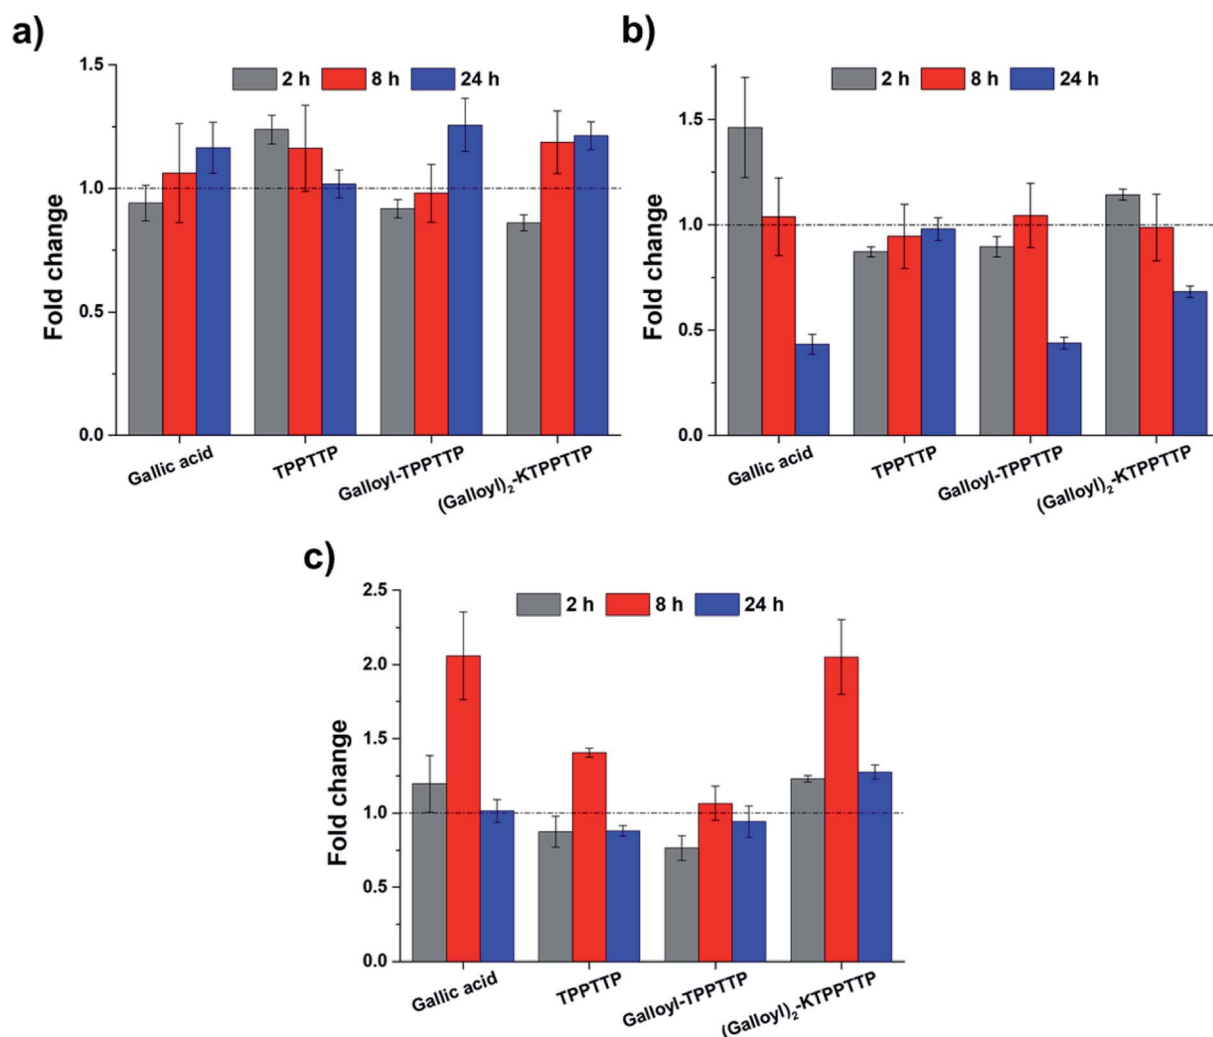 a)
2 h 8 h 24 h
1.5
1.0
0.5
0.0
Fold change
Gallic acid
TPPTTP
Galloyl-TPPTTP
(Galloyl)₂-KTPPTTP
b)
2 h 8 h 24 h
1.5
1.0
0.5
0.0
Fold change
Gallic acid
TPPTTP
Galloyl-TPPTTP
(Galloyl)₂-KTPPTTP
c)
2 h 8 h 24 h
2.5
2.0
1.5
1.0
0.5
0.0
Fold change
Gallic acid
TPPTTP
Galloyl-TPPTTP
(Galloyl)₂-KTPPTTP